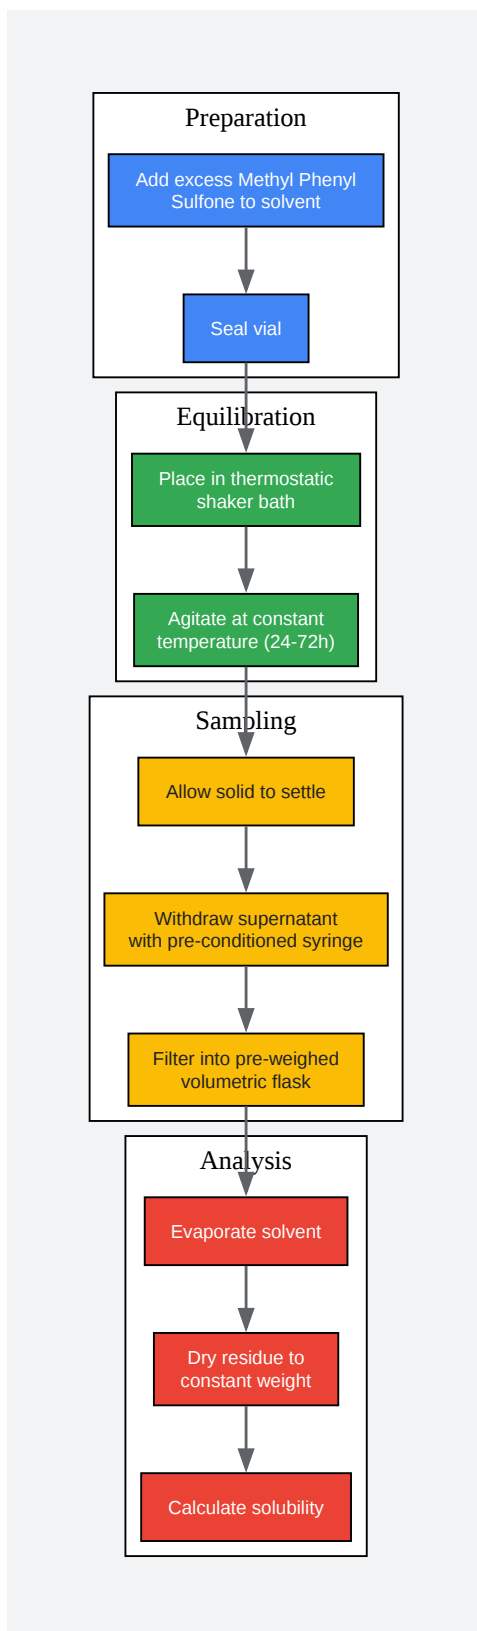 Preparation
Add excess Methyl Phenyl
Sulfone to solvent
Seal vial
Equilibration
Place in thermostatic
shaker bath
Agitate at constant
temperature (24-72h)
Sampling
Allow solid to settle
Withdraw supernatant
with pre-conditioned syringe
Filter into pre-weighed
volumetric flask
Analysis
Evaporate solvent
Dry residue to
constant weight
Calculate solubility